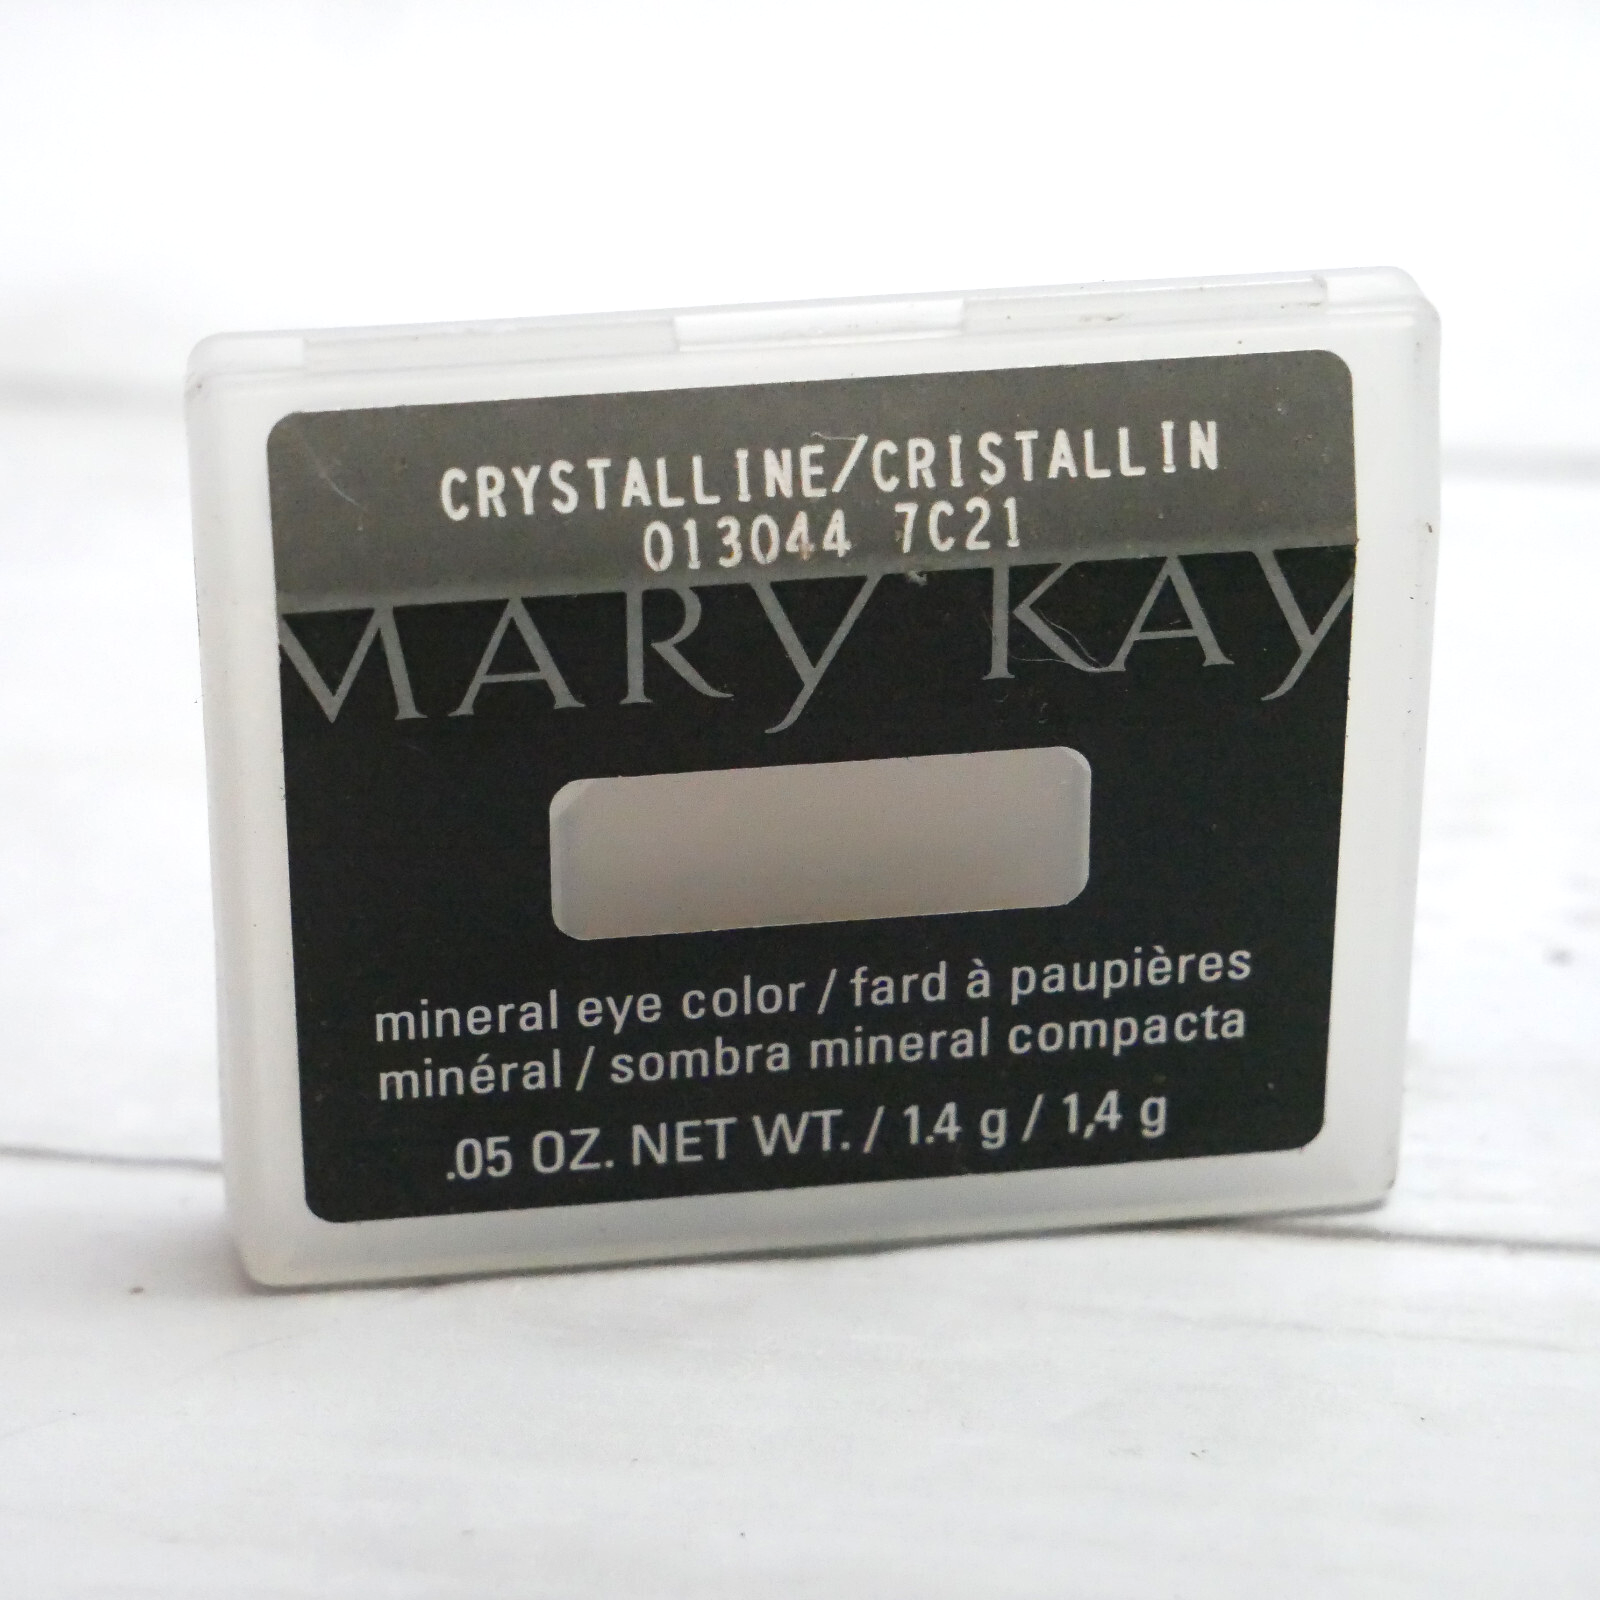 CRYSTALLINE/CRISTALLIN
013044 7C21
MARY KAY
mineral eye color / fard à paupières
minéral / sombra mineral compacta
.05 OZ. NET WT. / 1.4 g / 1,4 g